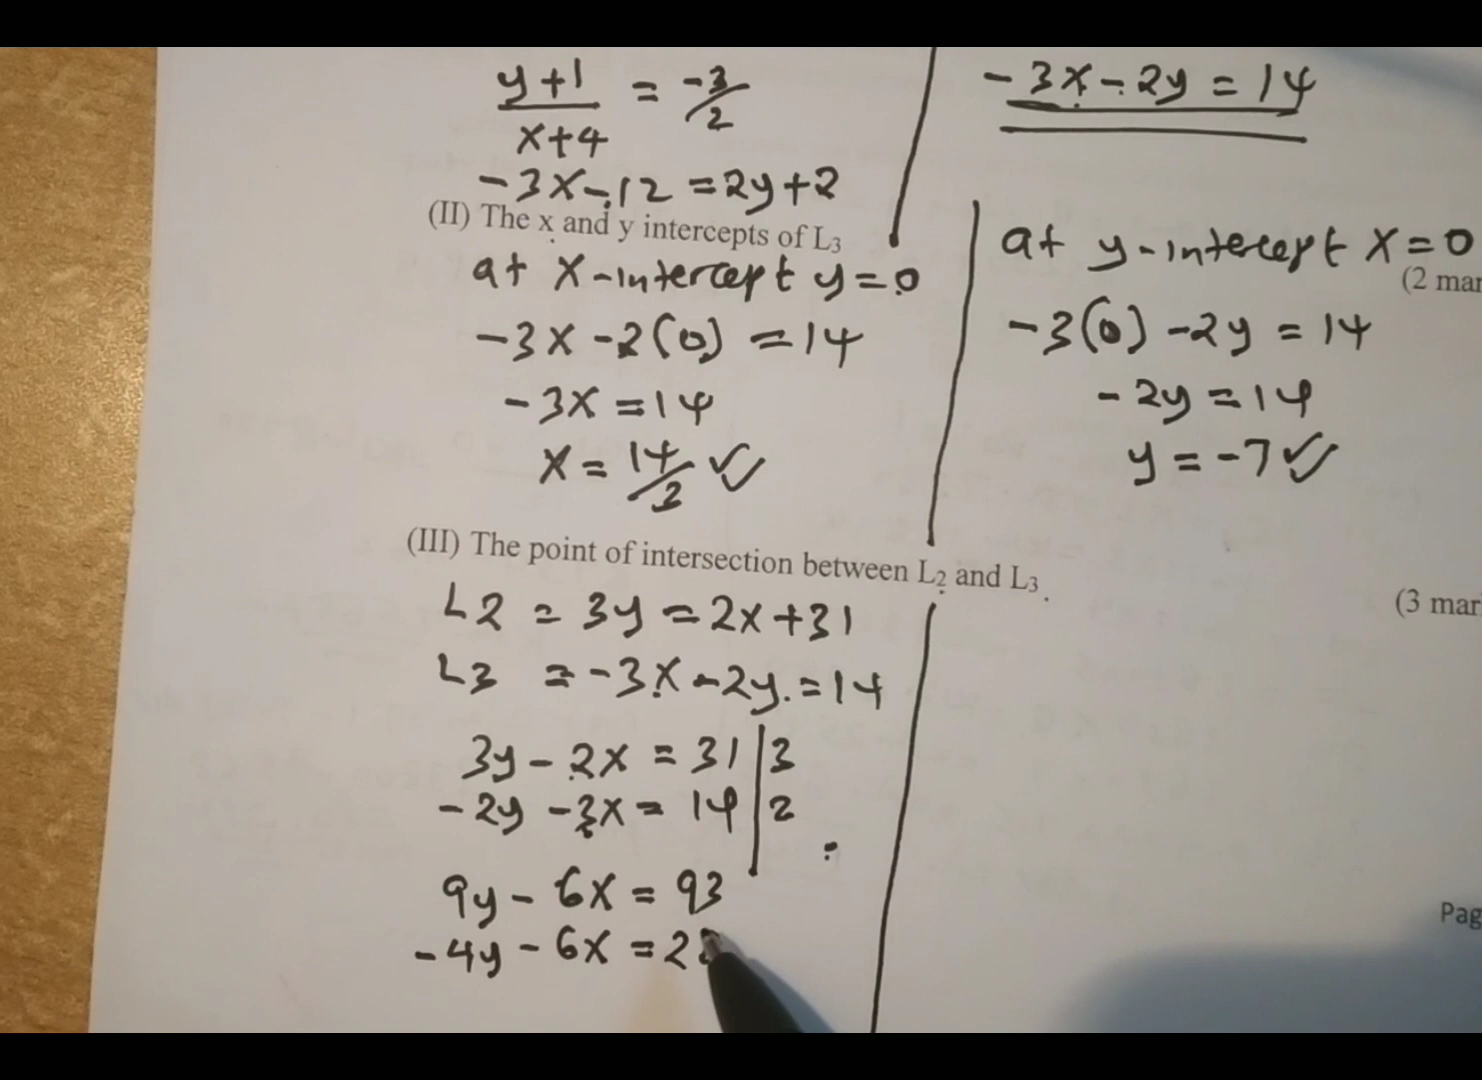 y+1 / x+4 = -3/2
-3x-12 = 2y+2
-3x-2y = 14
(II) The x and y intercepts of L3
at x-intercept y=0
-3x-2(0) = 14
-3x = 14
x = 14/3
at y-intercept x=0
(2 mar
-3(0) -2y = 14
-2y = 14
y = -7 ✓
(III) The point of intersection between L2 and L3.
(3 mar
L2 = 3y = 2x+31
L3 = -3x-2y = 14
3y - 2x = 31 | 3
-2y - 3x = 14 | 2
9y - 6x = 93
-4y - 6x = 2
Pag